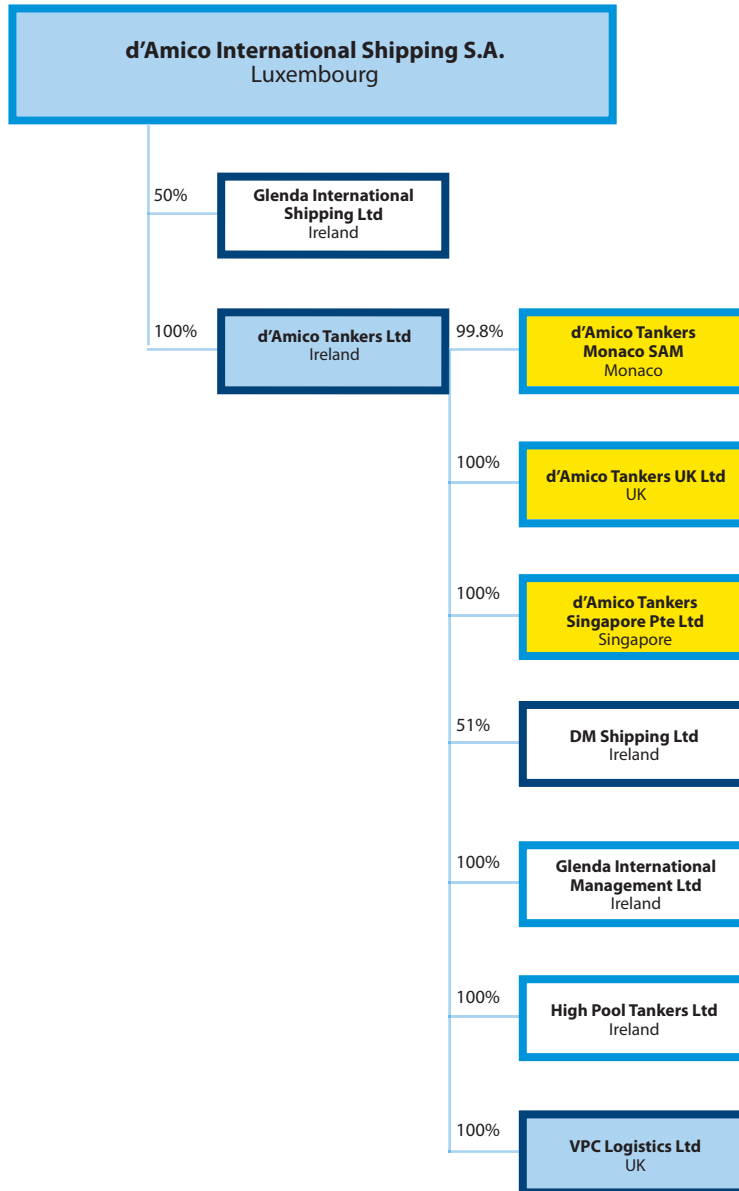 d’Amico International Shipping S.A.
Luxembourg
50%
Glenda International
Shipping Ltd
Ireland
100%
d’Amico Tankers Ltd
Ireland
99.8%
d’Amico Tankers
Monaco SAM
Monaco
100%
d’Amico Tankers UK Ltd
UK
100%
d’Amico Tankers
Singapore Pte Ltd
Singapore
51%
DM Shipping Ltd
Ireland
100%
Glenda International
Management Ltd
Ireland
100%
High Pool Tankers Ltd
Ireland
100%
VPC Logistics Ltd
UK